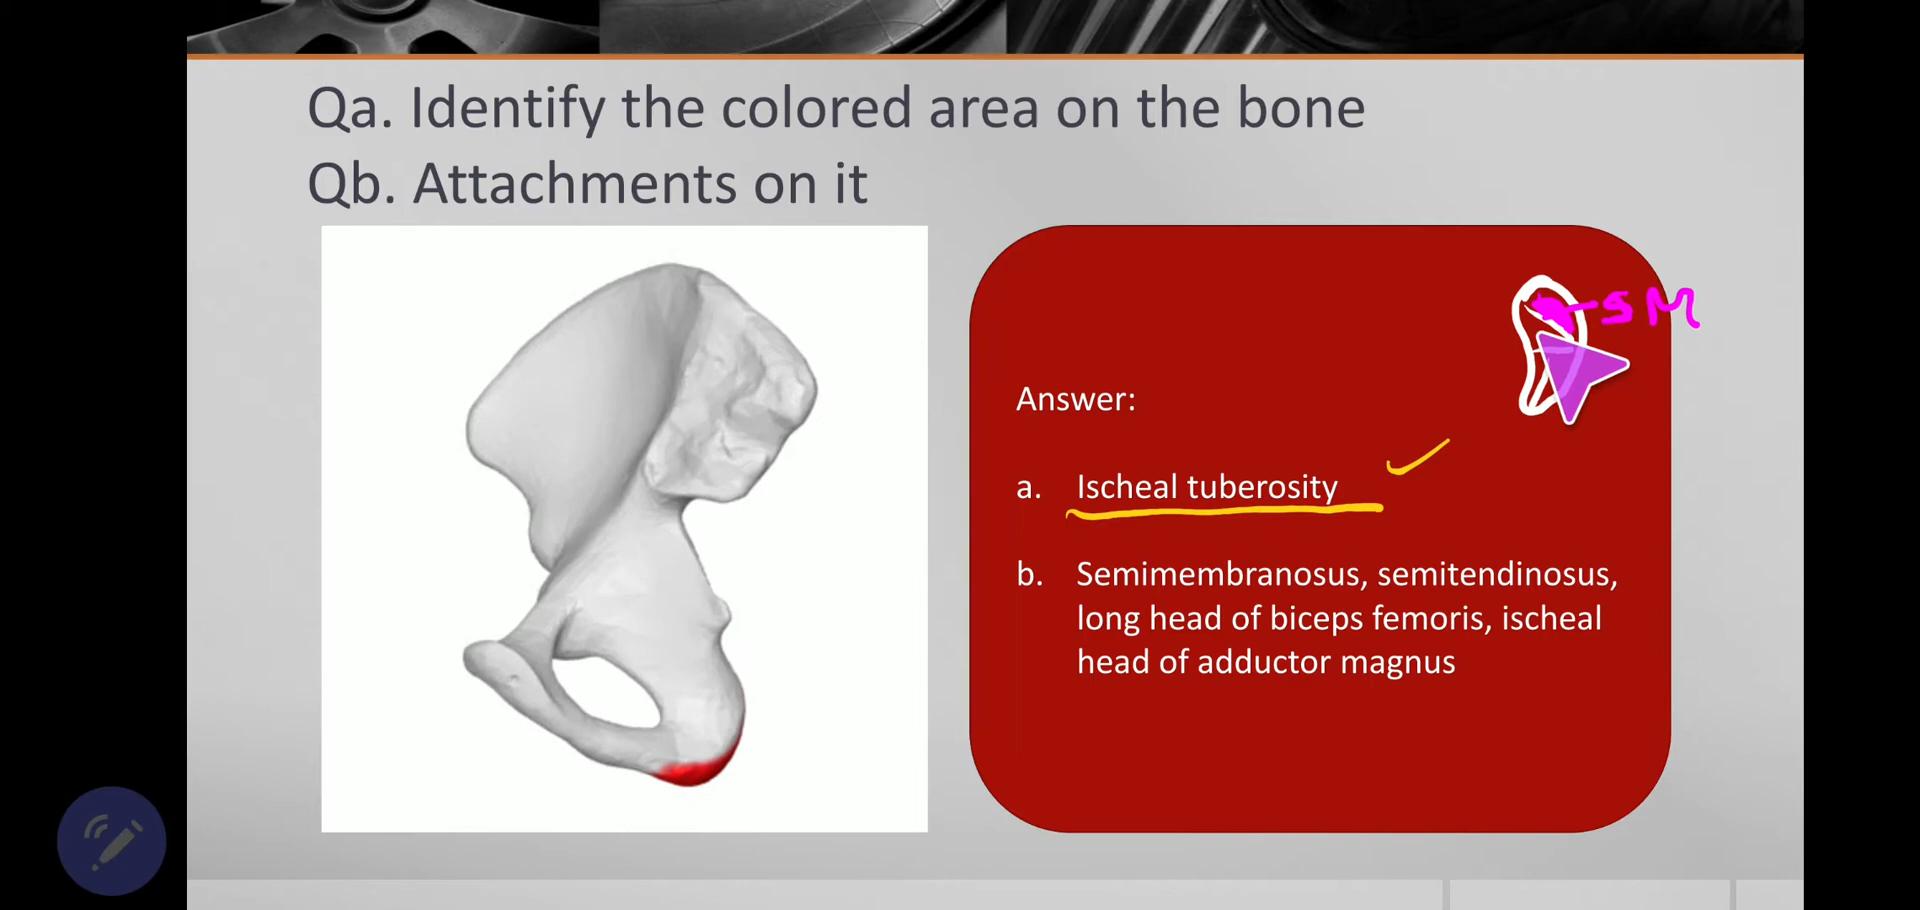 Qa. Identify the colored area on the bone
Qb. Attachments on it
SM
Answer:
a. Ischeal tuberosity
b. Semimembranosus, semitendinosus,
long head of biceps femoris, ischeal
head of adductor magnus